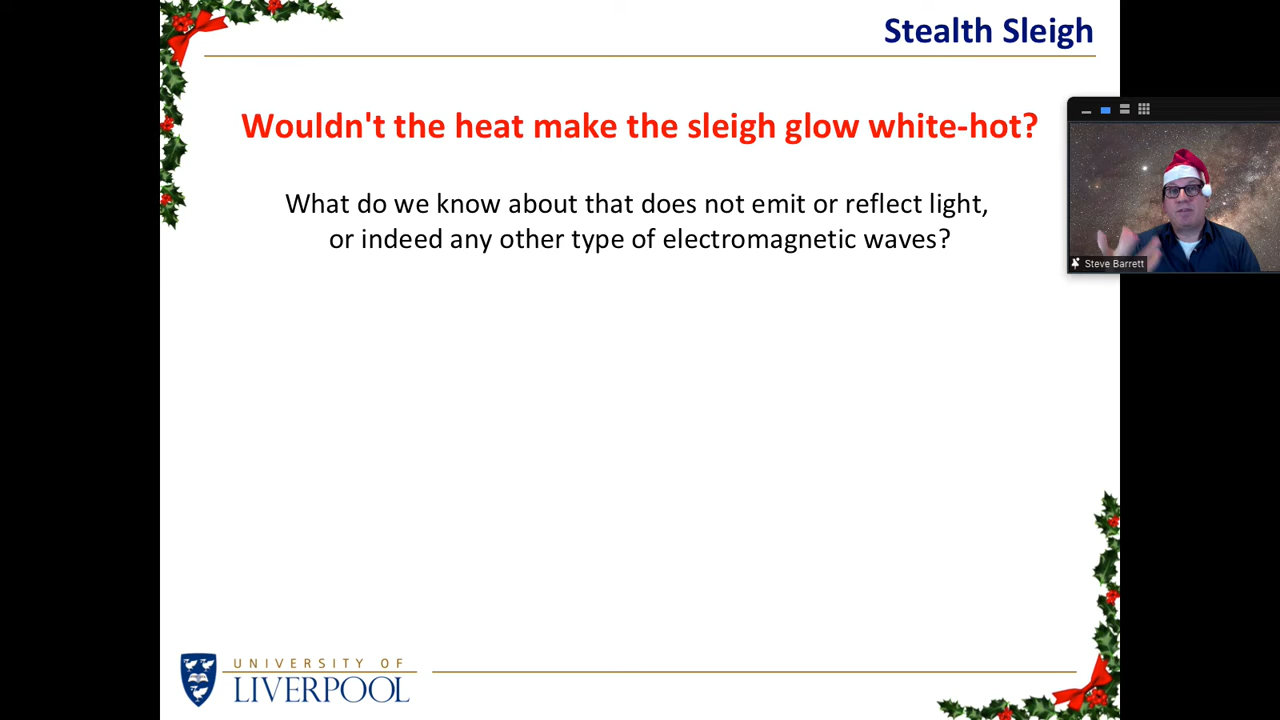 Stealth Sleigh
Wouldn't the heat make the sleigh glow white-hot?
What do we know about that does not emit or reflect light,
or indeed any other type of electromagnetic waves?
Steve Barrett
UNIVERSITY OF
LIVERPOOL